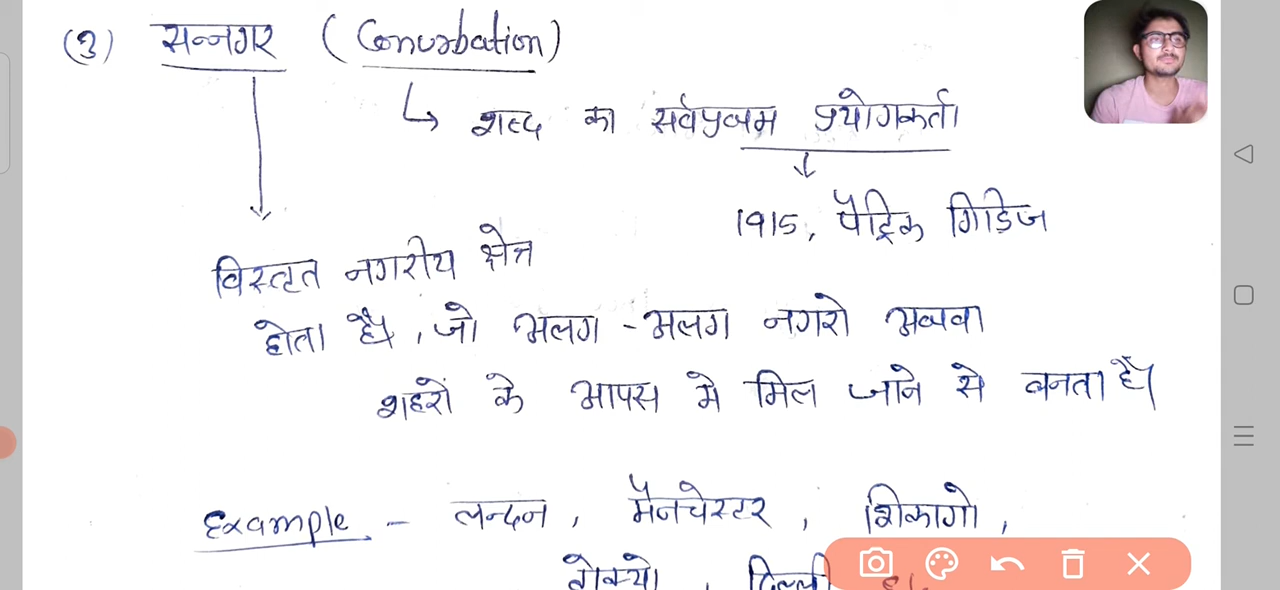 (3) सन्नगर (Conurbation)
↳ शब्द का सर्वप्रथम प्रयोगकर्ता
1915, पैट्रिक गिडिज
विस्तृत नगरीय क्षेत्र
होता है, जो अलग-अलग नगरो अथवा
शहरों के आपस मे मिल जाने से बनता है।
Example - लन्दन, मैनचेस्टर, शिकागो,
टोक्यो, दिल्ली